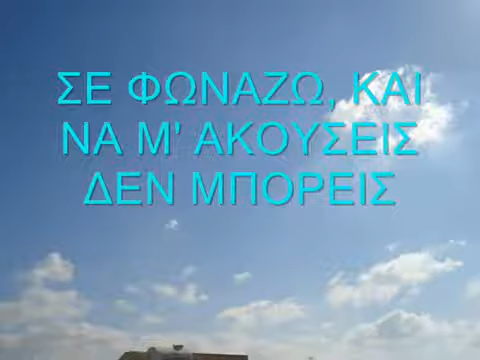 ΣΕ ΦΩΝΑΖΩ, ΚΑΙ
ΝΑ Μ' ΑΚΟΥΣΕΙΣ
ΔΕΝ ΜΠΟΡΕΙΣ